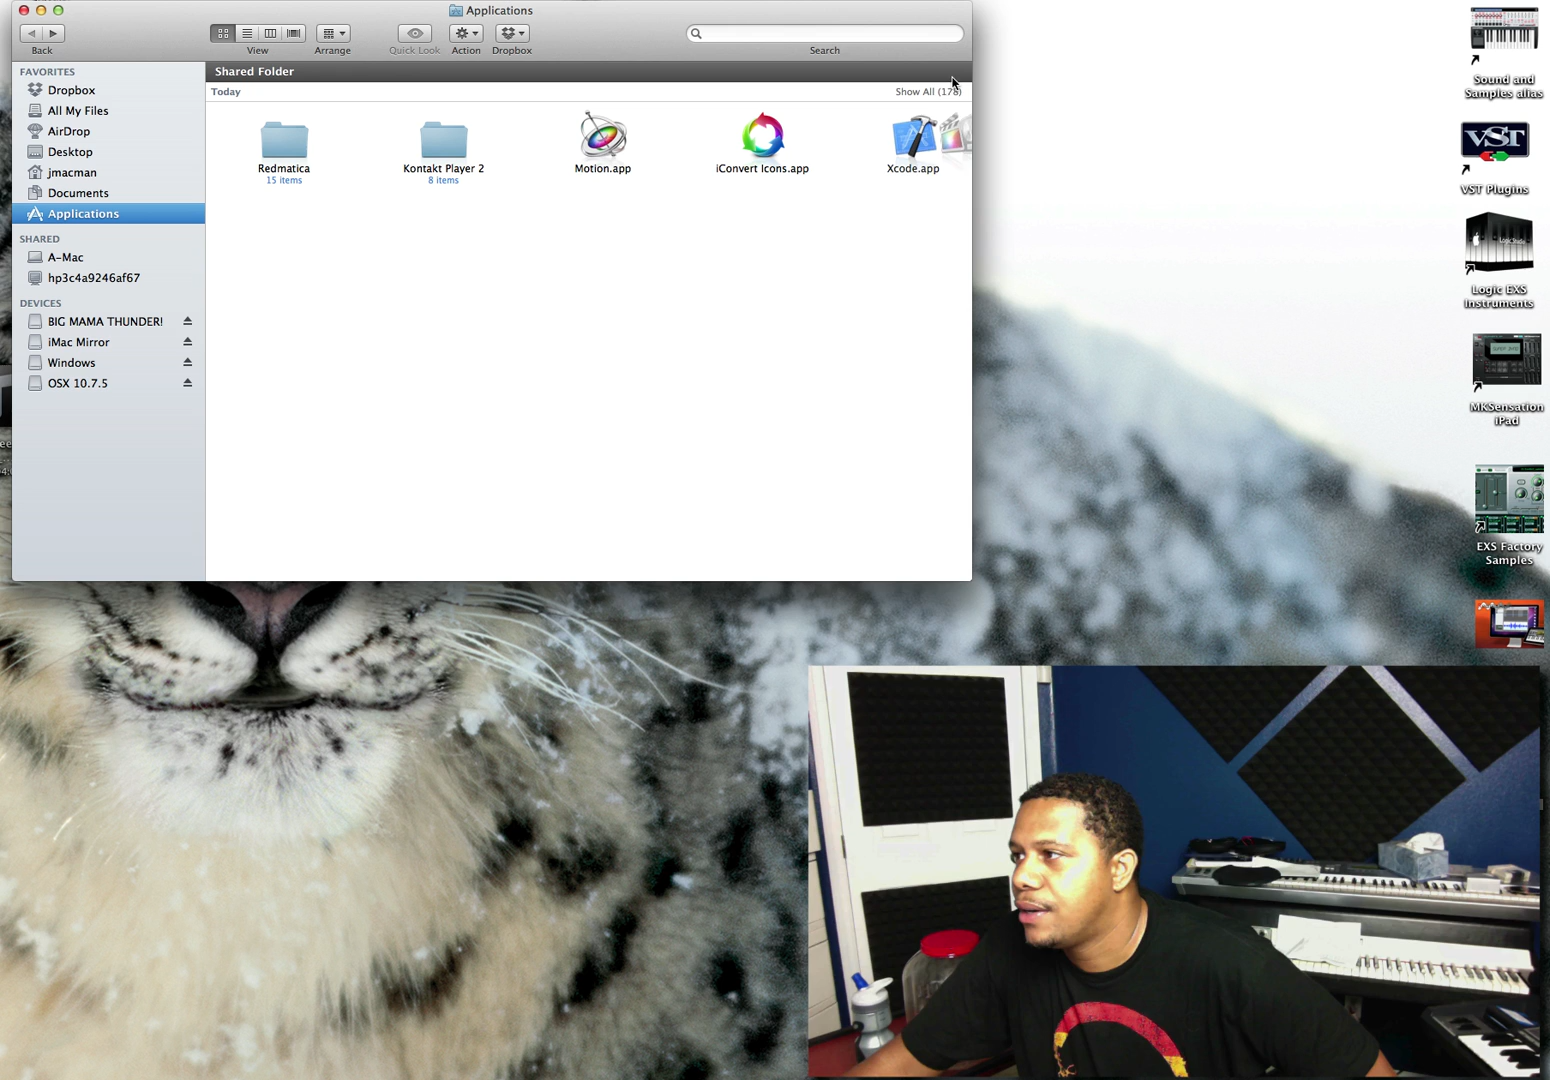 Applications
Back
View
Arrange
Quick Look
Action
Dropbox
Search
FAVORITES
Dropbox
All My Files
AirDrop
Desktop
jmacman
Documents
Applications
SHARED
A-Mac
hp3c4a9246af67
DEVICES
BIG MAMA THUNDER!
iMac Mirror
Windows
OSX 10.7.5
Shared Folder
Today
Show All (178)
Redmatica
15 items
Kontakt Player 2
8 items
Motion.app
iConvert Icons.app
Xcode.app
Sound and
Samples alias
VST
VST Plugins
Logic EXS
Instruments
MKSensation
iPad
EXS Factory
Samples